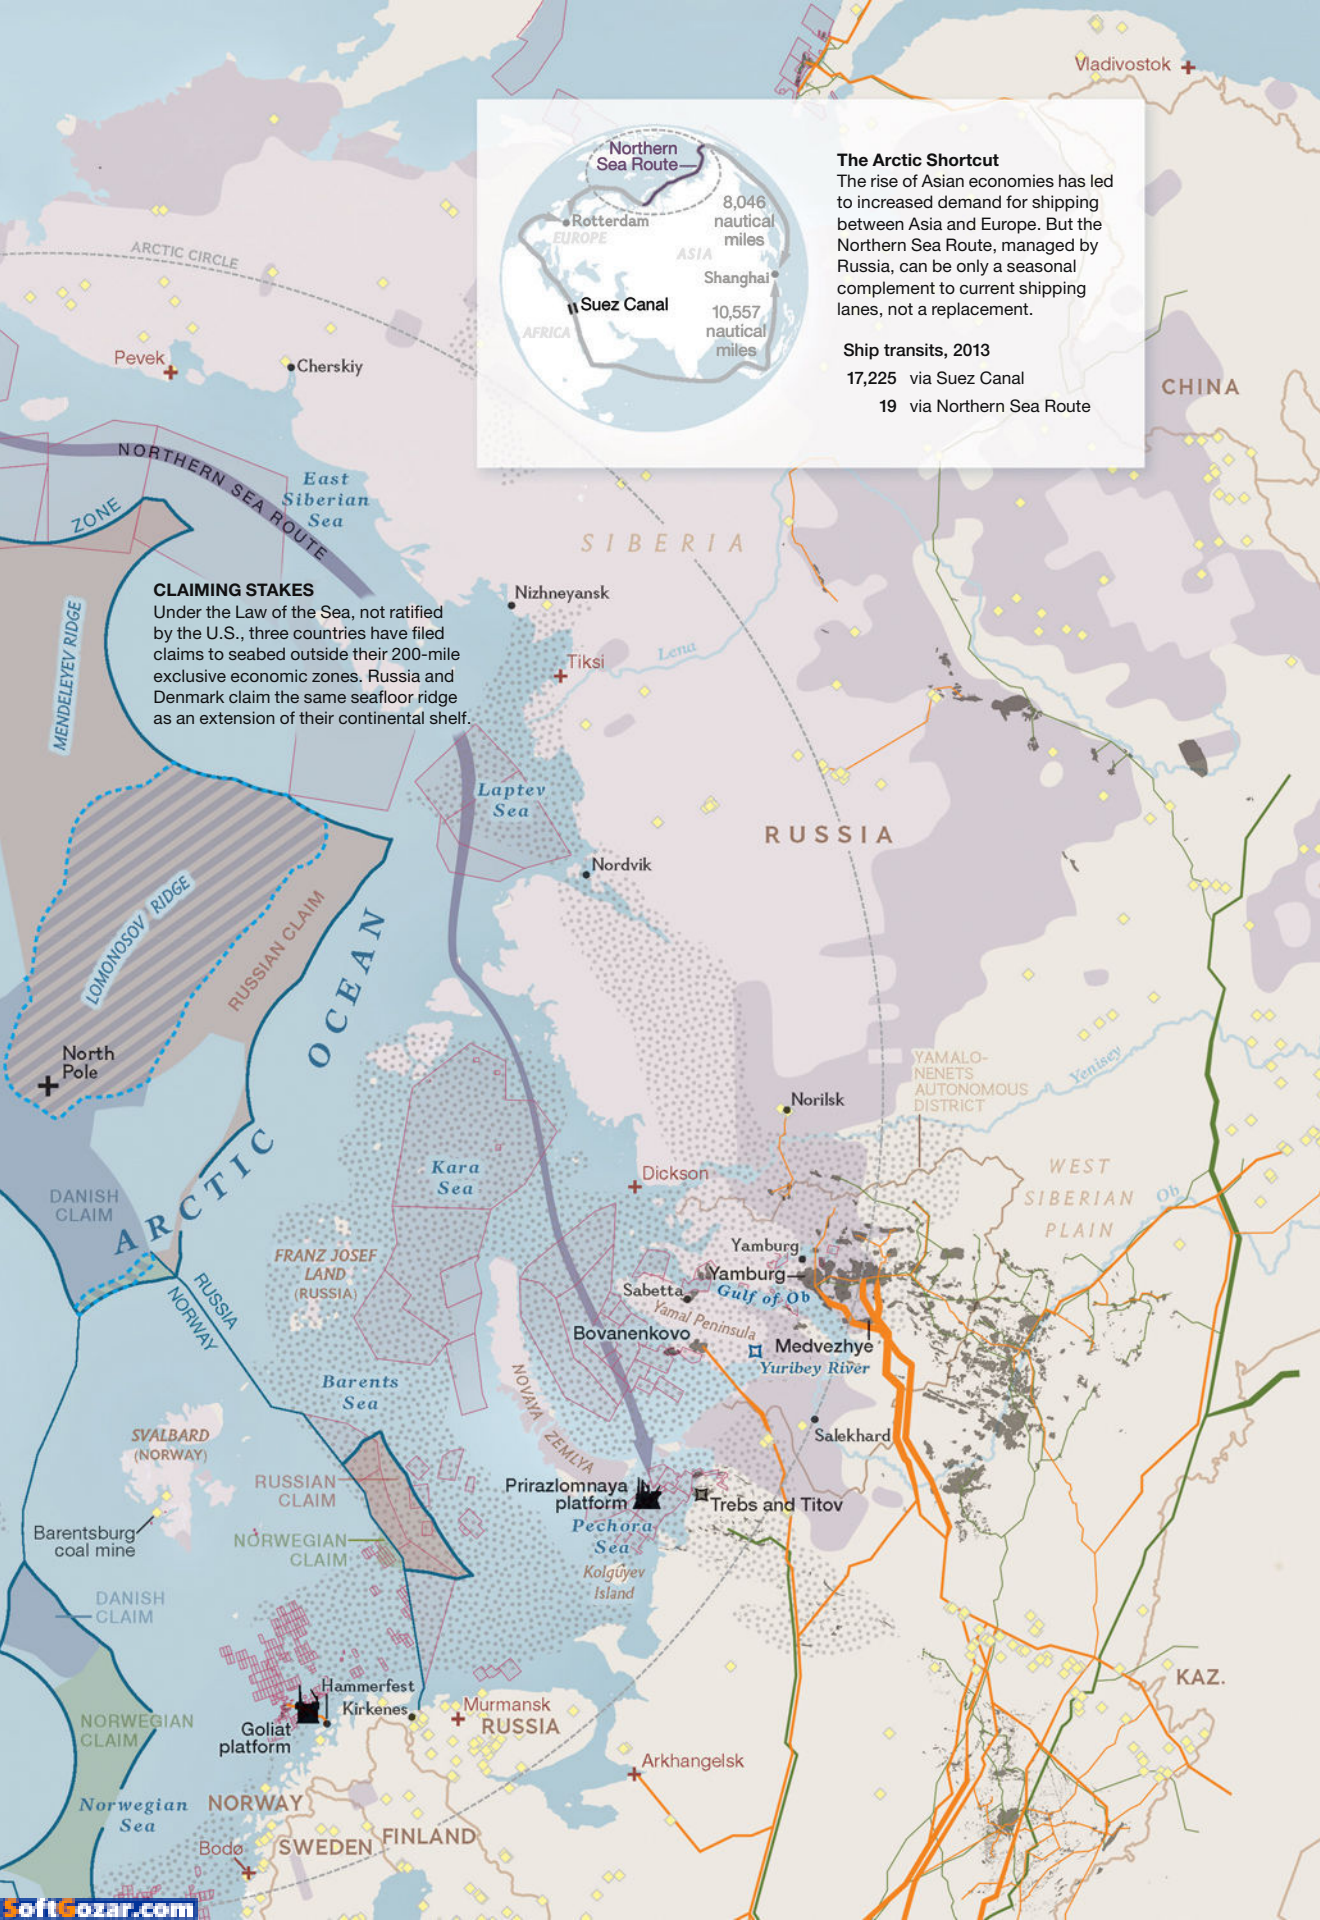 Vladivostok
The Arctic Shortcut
The rise of Asian economies has led
to increased demand for shipping
between Asia and Europe. But the
Northern Sea Route, managed by
Russia, can be only a seasonal
complement to current shipping
lanes, not a replacement.
Ship transits, 2013
17,225 via Suez Canal
19 via Northern Sea Route
Northern
Sea Route
Rotterdam
EUROPE
8,046
nautical
miles
ASIA
Shanghai
Suez Canal
10,557
nautical
miles
AFRICA
ARCTIC CIRCLE
Pevek
Cherskiy
CHINA
NORTHERN SEA ROUTE
East
Siberian
Sea
ZONE
SIBERIA
CLAIMING STAKES
Under the Law of the Sea, not ratified
by the U.S., three countries have filed
claims to seabed outside their 200-mile
exclusive economic zones. Russia and
Denmark claim the same seafloor ridge
as an extension of their continental shelf.
Nizhneyansk
MENDELEYEV RIDGE
Lena
Tiksi
Laptev
Sea
RUSSIA
Nordvik
LOMONOSOV RIDGE
RUSSIAN CLAIM
ARCTIC OCEAN
North
Pole
YAMALO-
NENETS
AUTONOMOUS
DISTRICT
Yenisey
Norilsk
Kara
Sea
Dickson
WEST
SIBERIAN
PLAIN
Ob
DANISH
CLAIM
FRANZ JOSEF
LAND
(RUSSIA)
Yamburg
Yamburg
Sabetta
Gulf of Ob
Yamal Peninsula
RUSSIA
NORWAY
Bovanenkovo
Medvezhye
Yuribey River
Barents
Sea
NOVAYA ZEMLYA
SVALBARD
(NORWAY)
Salekhard
RUSSIAN
CLAIM
Prirazlomnaya
platform
Trebs and Titov
Pechora
Sea
Barentsburg
coal mine
NORWEGIAN
CLAIM
Kolguyev
Island
DANISH
CLAIM
KAZ.
Hammerfest
Kirkenes
Murmansk
RUSSIA
NORWEGIAN
CLAIM
Goliat
platform
Arkhangelsk
Norwegian
Sea
NORWAY
SWEDEN
FINLAND
Bodø
SoftGozar.com